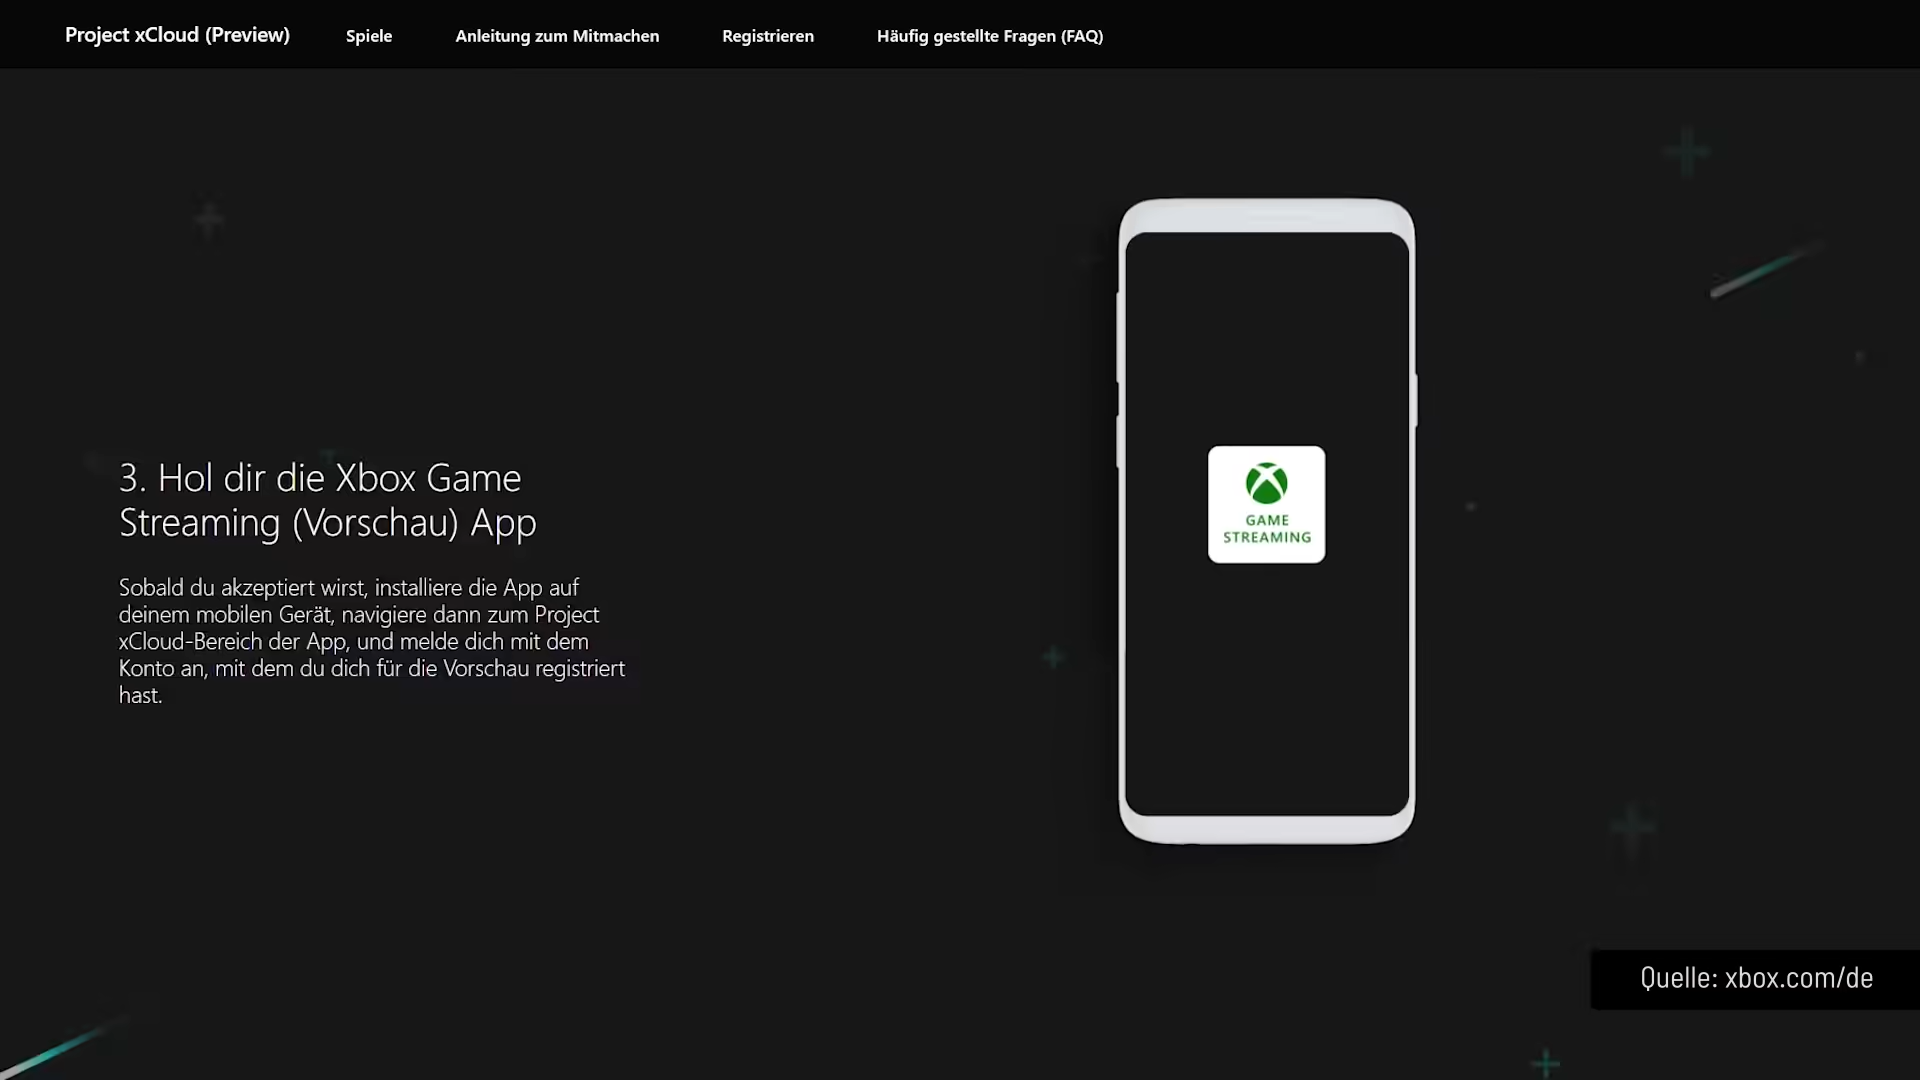 Project xCloud (Preview)
Spiele
Anleitung zum Mitmachen
Registrieren
Häufig gestellte Fragen (FAQ)
3. Hol dir die Xbox Game
Streaming (Vorschau) App
Sobald du akzeptiert wirst, installiere die App auf
deinem mobilen Gerät, navigiere dann zum Project
xCloud-Bereich der App, und melde dich mit dem
Konto an, mit dem du dich für die Vorschau registriert
hast.
GAME
STREAMING
Quelle: xbox.com/de